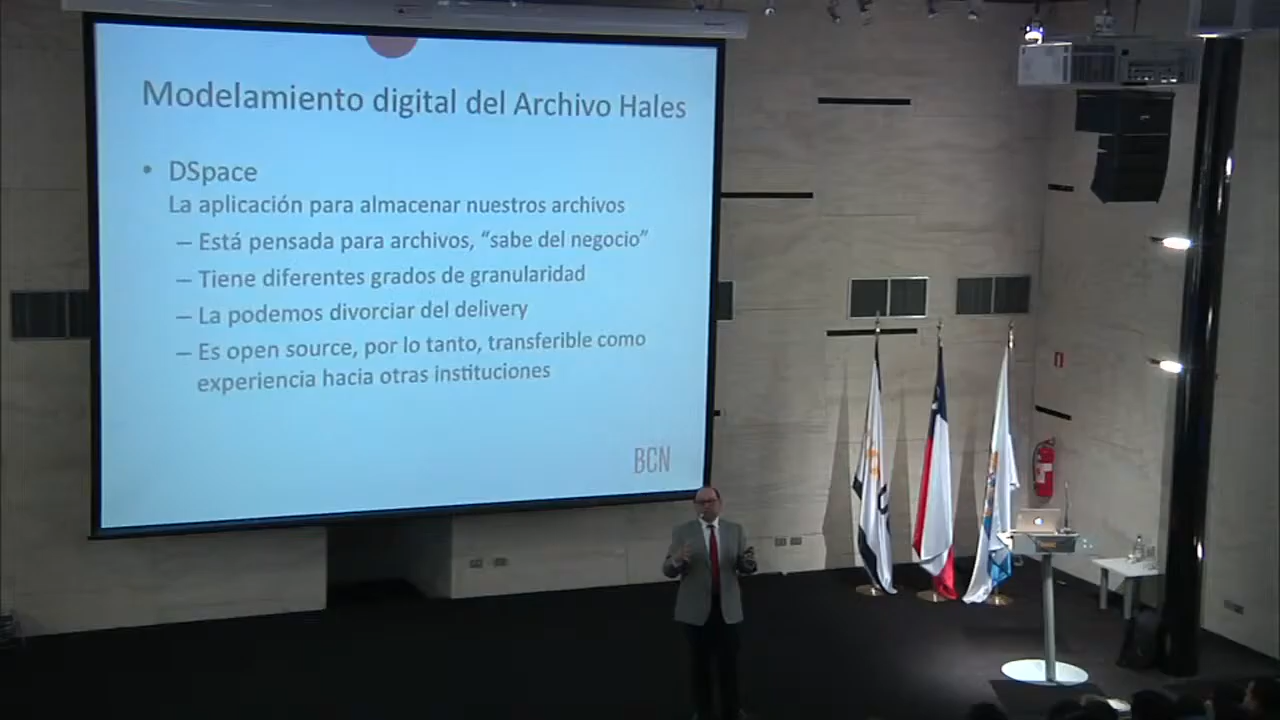 Modelamiento digital del Archivo Hales
• DSpace
La aplicación para almacenar nuestros archivos
– Está pensada para archivos, “sabe del negocio”
– Tiene diferentes grados de granularidad
– La podemos divorciar del delivery
– Es open source, por lo tanto, transferible como
experiencia hacia otras instituciones
BCN